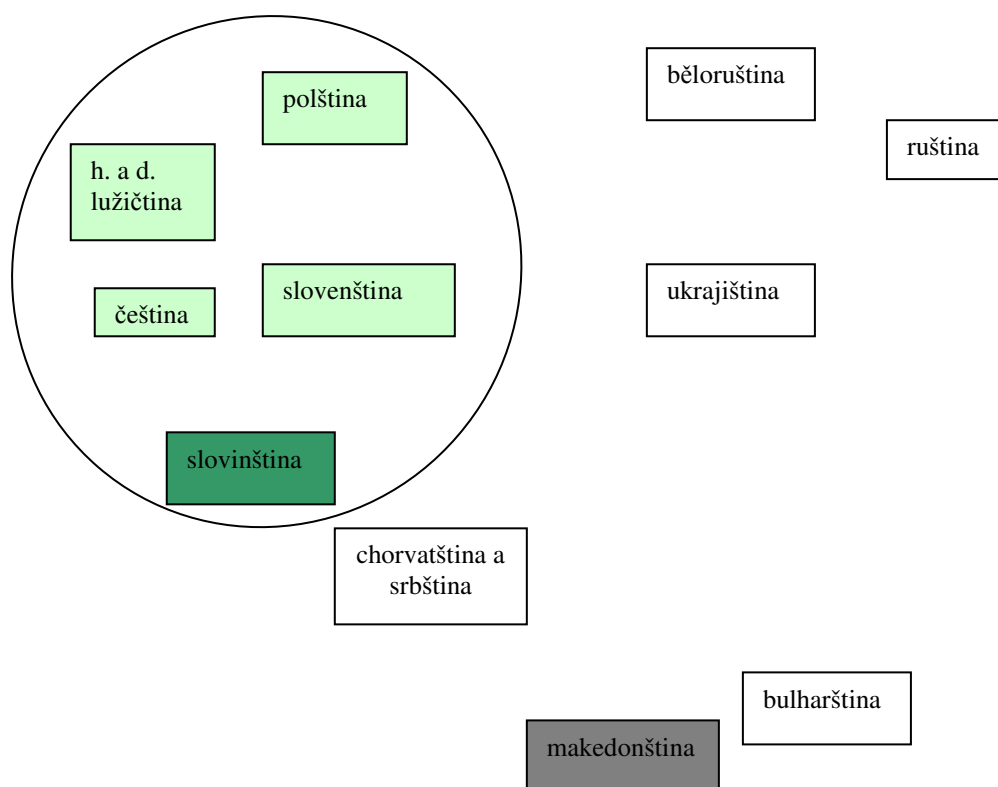 polština
běloruština
ruština
h. a d.
lužičtina
čeština
slovenština
ukrajiština
slovinština
chorvatština a
srbština
bulharština
makedonština